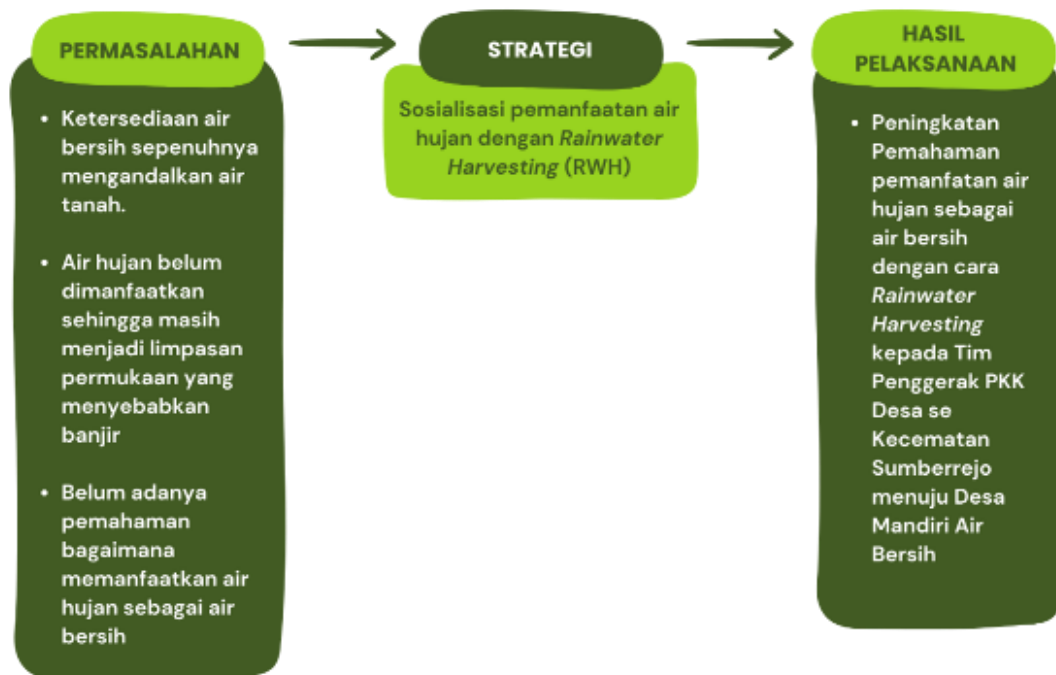 PERMASALAHAN
• Ketersediaan air
bersih sepenuhnya
mengandalkan air
tanah.
• Air hujan belum
dimanfaatkan
sehingga masih
menjadi limpasan
permukaan yang
menyebabkan
banjir
• Belum adanya
pemahaman
bagaimana
memanfaatkan air
hujan sebagai air
bersih
STRATEGI
Sosialisasi pemanfaatan air
hujan dengan Rainwater
Harvesting (RWH)
HASIL
PELAKSANAAN
• Peningkatan
Pemahaman
pemanfatan air
hujan sebagai
air bersih
dengan cara
Rainwater
Harvesting
kepada Tim
Penggerak PKK
Desa se
Kecematan
Sumberrejo
menuju Desa
Mandiri Air
Bersih